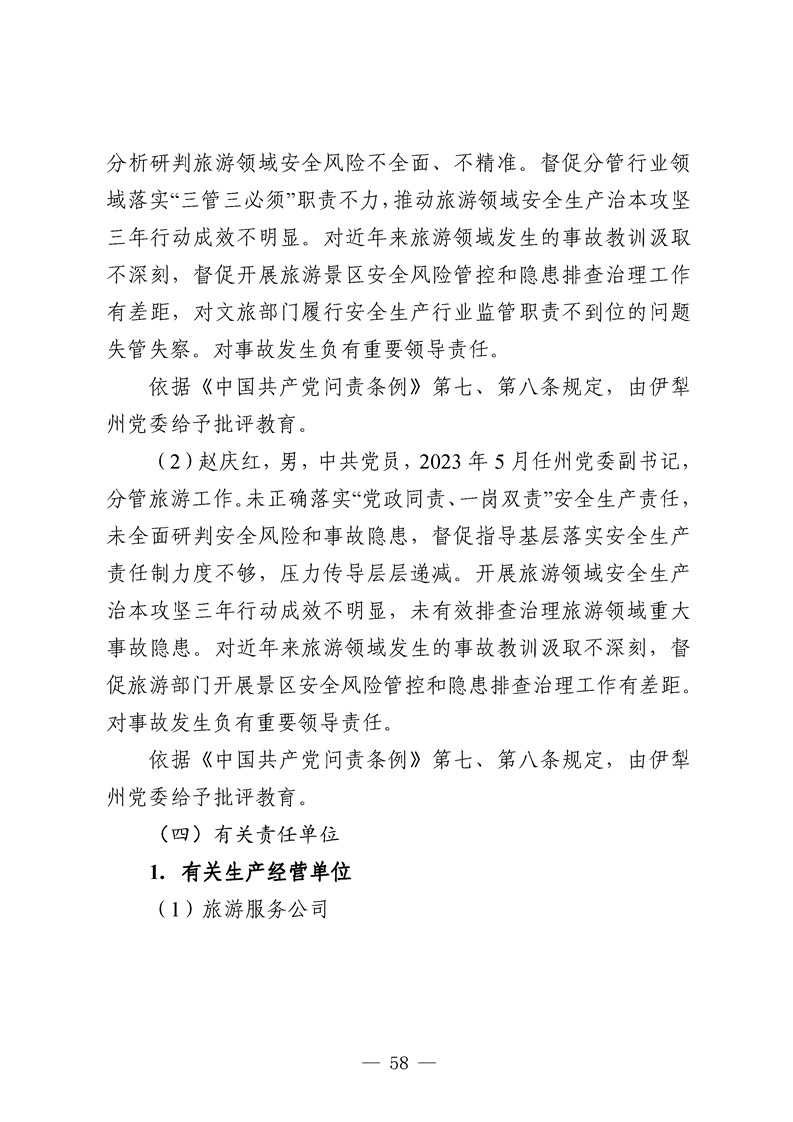 分析研判旅游领域安全风险不全面、不精准。督促分管行业领
域落实“三管三必须”职责不力，推动旅游领域安全生产治本攻坚
三年行动成效不明显。对近年来旅游领域发生的事故教训汲取
不深刻，督促开展旅游景区安全风险管控和隐患排查治理工作
有差距，对文旅部门履行安全生产行业监管职责不到位的问题
失管失察。对事故发生负有重要领导责任。
依据《中国共产党问责条例》第七、第八条规定，由伊犁
州党委给予批评教育。
（2）赵庆红，男，中共党员，2023 年 5 月任州党委副书记，
分管旅游工作。未正确落实“党政同责、一岗双责”安全生产责任，
未全面研判安全风险和事故隐患，督促指导基层落实安全生产
责任制力度不够，压力传导层层递减。开展旅游领域安全生产
治本攻坚三年行动成效不明显，未有效排查治理旅游领域重大
事故隐患。对近年来旅游领域发生的事故教训汲取不深刻，督
促旅游部门开展景区安全风险管控和隐患排查治理工作有差距。
对事故发生负有重要领导责任。
依据《中国共产党问责条例》第七、第八条规定，由伊犁
州党委给予批评教育。
（四）有关责任单位
1. 有关生产经营单位
（1）旅游服务公司
— 58 —